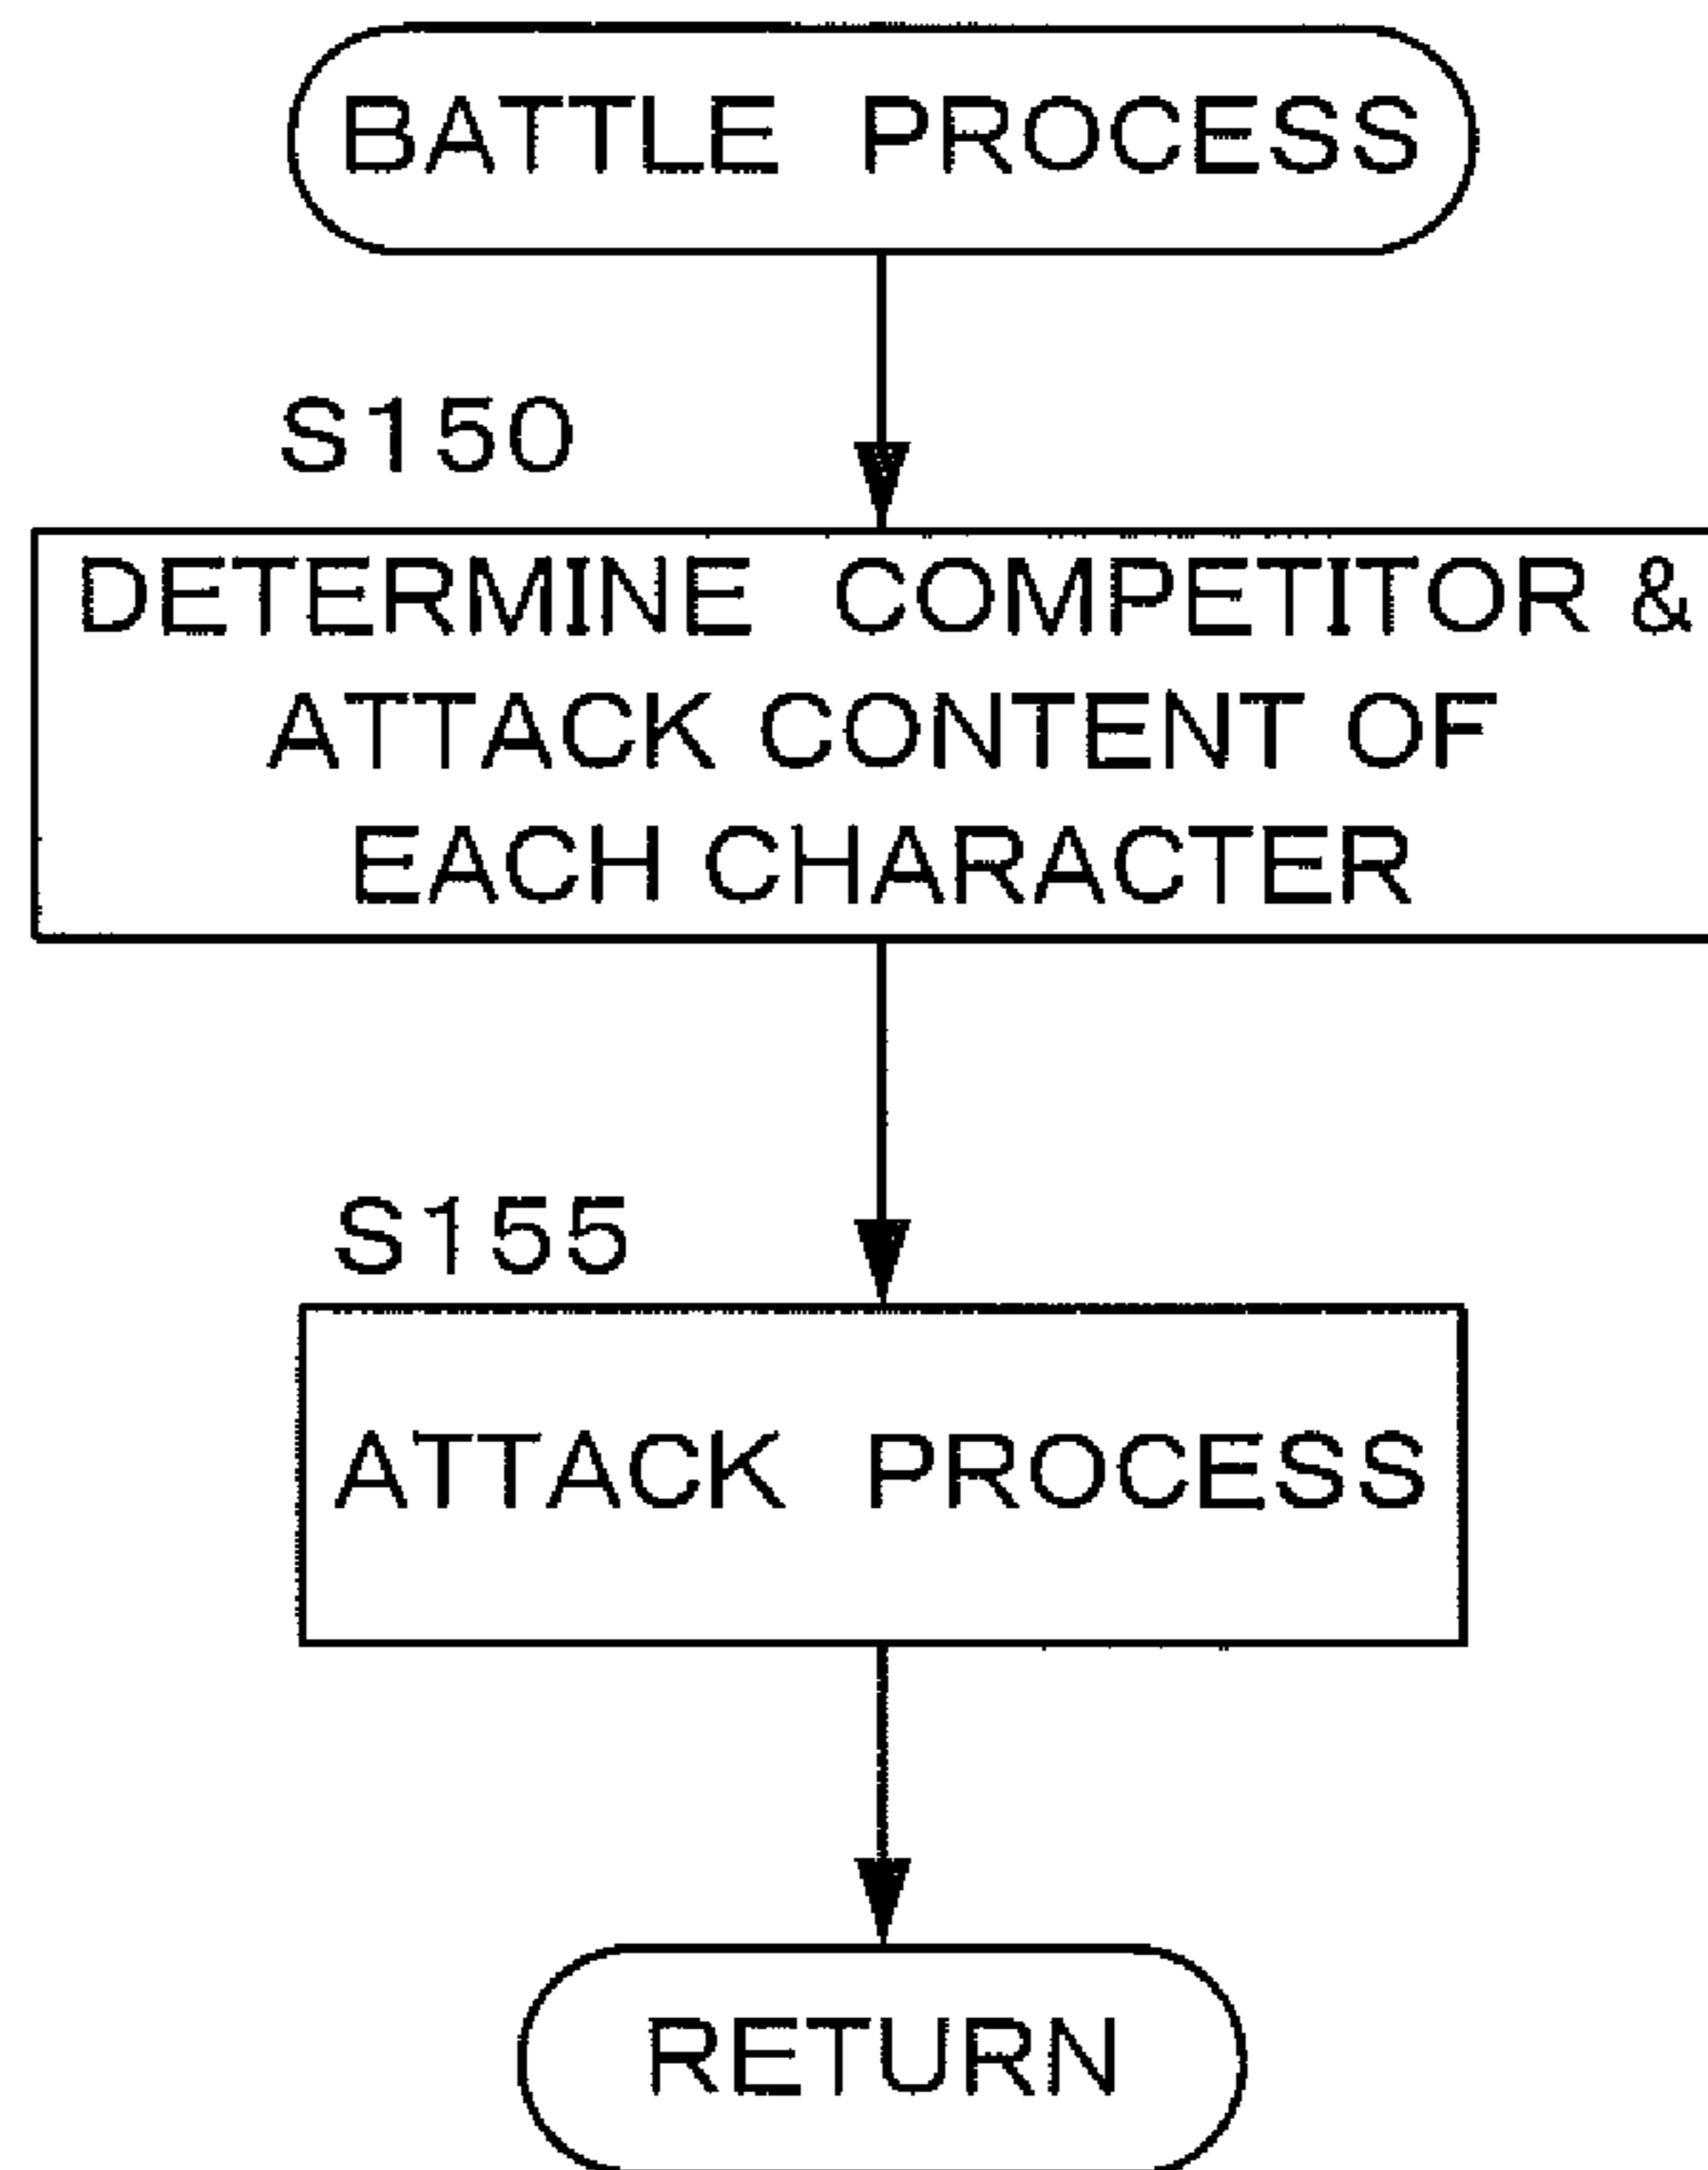 BATTLE PROCESS
S150
DETERMINE COMPETITOR &
ATTACK CONTENT OF
EACH CHARACTER
S155
ATTACK PROCESS
RETURN